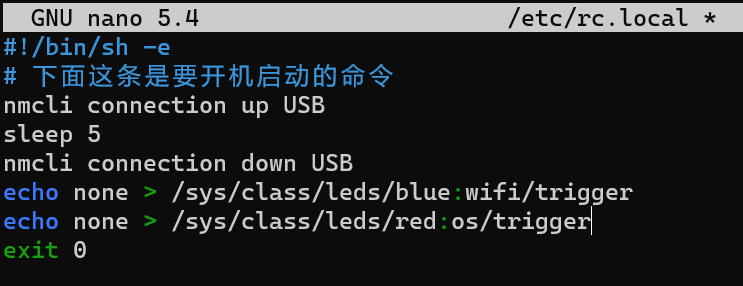 GNU nano 5.4 /etc/rc.local *
#!/bin/sh -e
# 下面这条是要开机启动的命令
nmcli connection up USB
sleep 5
nmcli connection down USB
echo none > /sys/class/leds/blue:wifi/trigger
echo none > /sys/class/leds/red:os/trigger
exit 0